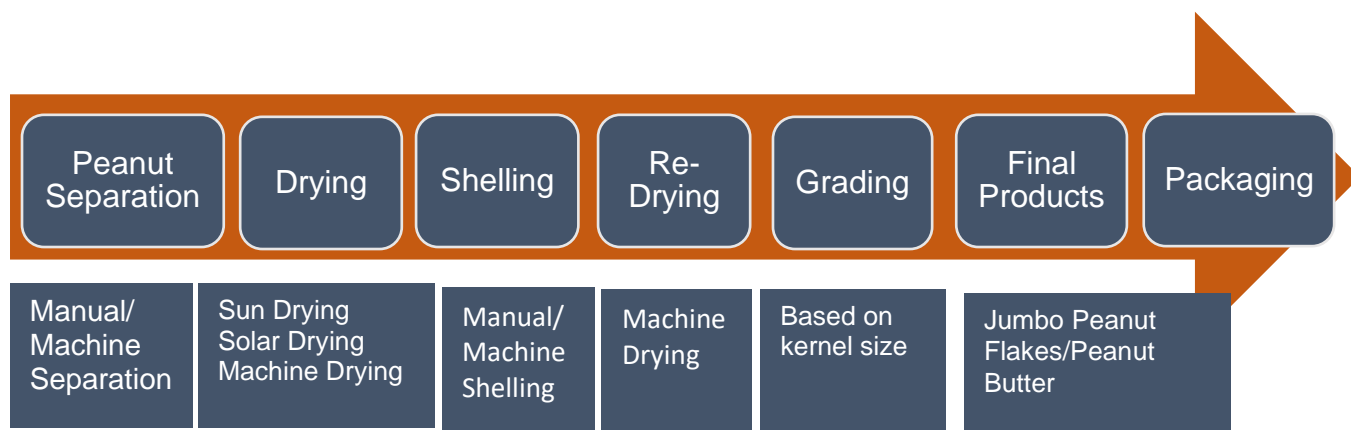 Peanut
Separation
Drying
Shelling
Re-
Drying
Grading
Final
Products
Packaging
Manual/
Machine
Separation
Sun Drying
Solar Drying
Machine Drying
Manual/
Machine
Shelling
Machine
Drying
Based on
kernel size
Jumbo Peanut
Flakes/Peanut
Butter